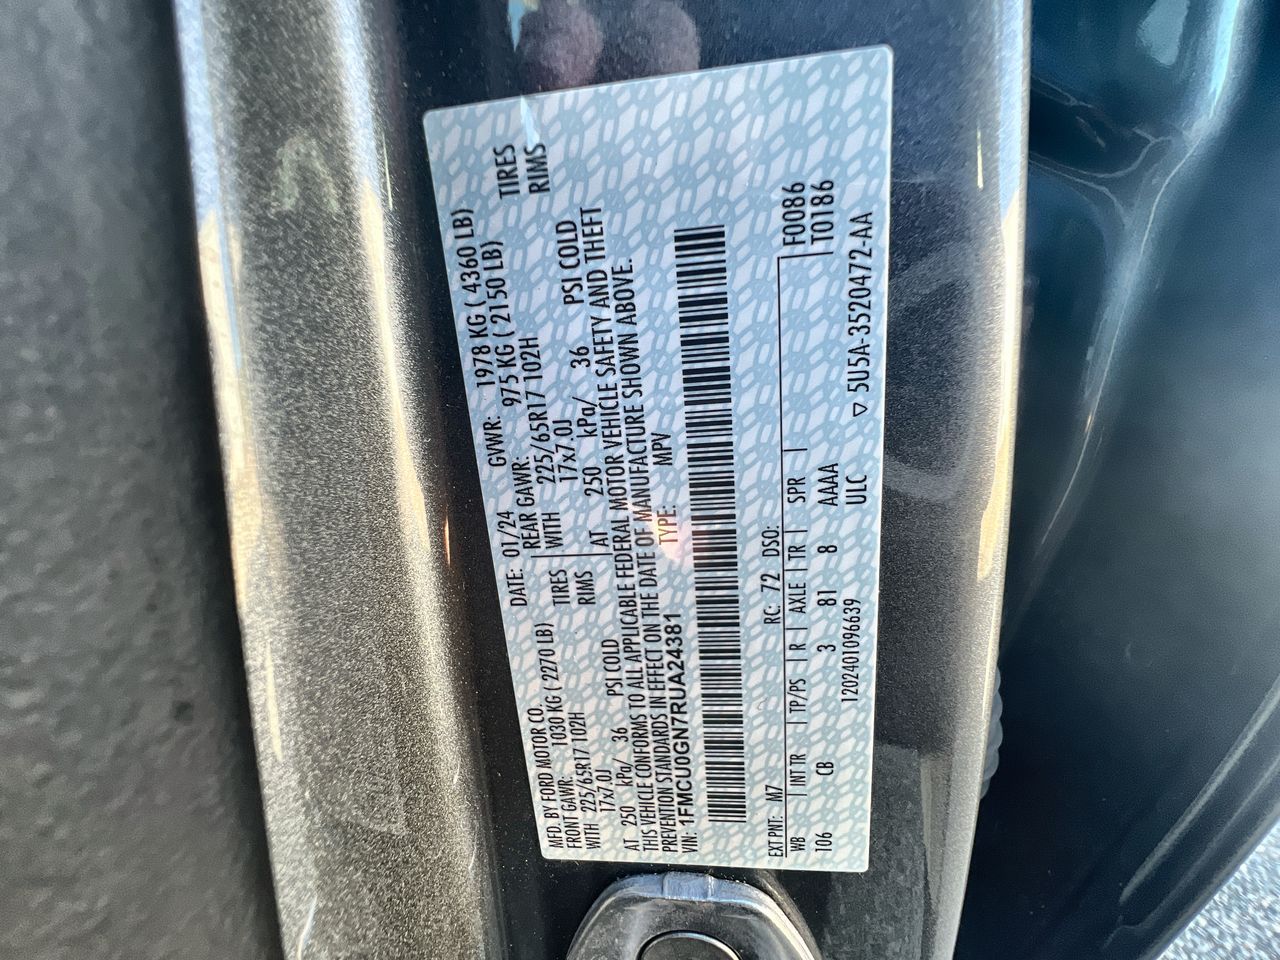 MFD. BY FORD MOTOR CO. DATE: 01/24 GVWR: 1978 KG ( 4360 LB)
FRONT GAWR: 1030 KG ( 2270 LB) REAR GAWR: 975 KG ( 2150 LB)
WITH 225/65R17 102H TIRES WITH 225/65R17 102H TIRES
17x7.0J RIMS 17x7.0J RIMS
AT 250 kPa/ 36 PSI COLD AT 250 kPa/ 36 PSI COLD
THIS VEHICLE CONFORMS TO ALL APPLICABLE FEDERAL MOTOR VEHICLE SAFETY AND THEFT
PREVENTION STANDARDS IN EFFECT ON THE DATE OF MANUFACTURE SHOWN ABOVE.
VIN: 1FMCU0GN7RUA24381 TYPE: MPV
EXT PNT: M7 RC: 72 DSO: F0086
WB INT TR TP/PS R AXLE TR SPR T0186
106 CB 3 81 8 AAAA
1202401096639 ULC
▽ 5U5A-3520472-AA